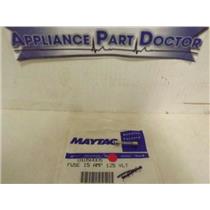 APPLIANCE PART DOCTOR
MAYTAG
FUSE 15 AMP 125 VLT